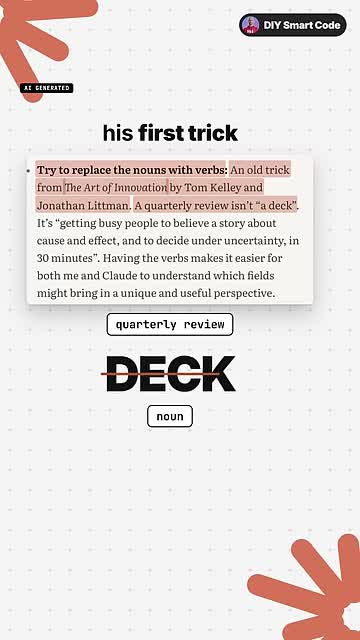 DIY Smart Code
AI GENERATED
his first trick
• Try to replace the nouns with verbs: An old trick
from The Art of Innovation by Tom Kelley and
Jonathan Littman. A quarterly review isn’t “a deck”.
It’s “getting busy people to believe a story about
cause and effect, and to decide under uncertainty, in
30 minutes”. Having the verbs makes it easier for
both me and Claude to understand which fields
might bring in a unique and useful perspective.
quarterly review
DECK
noun